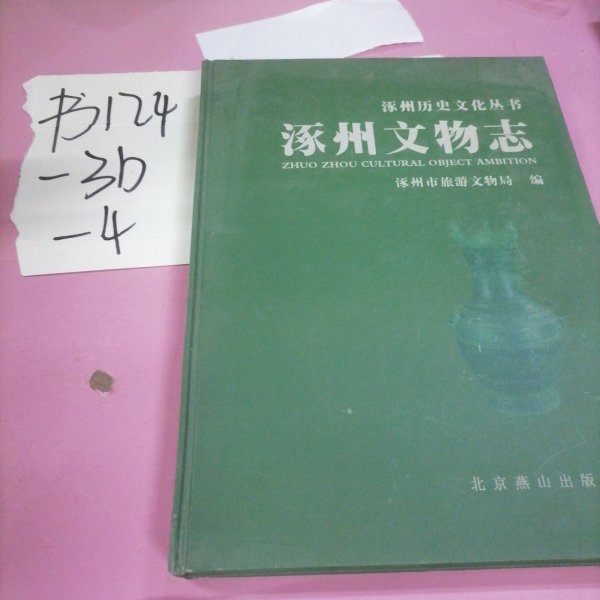 书124
-3b
-4
涿州历史文化丛书
涿州文物志
ZHUO ZHOU CULTURAL OBJECT AMBITION
涿州市旅游文物局 编
北京燕山出版